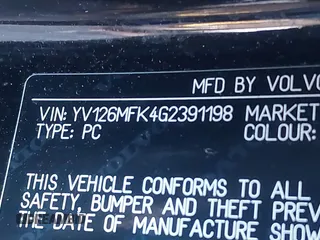 MFD BY VOLVO
VIN: YV126MFK4G2391198 MARKET
TYPE: PC COLOUR:
THIS VEHICLE CONFORMS TO ALL
SAFETY, BUMPER AND THEFT PREV
THE DATE OF MANUFACTURE SHOW